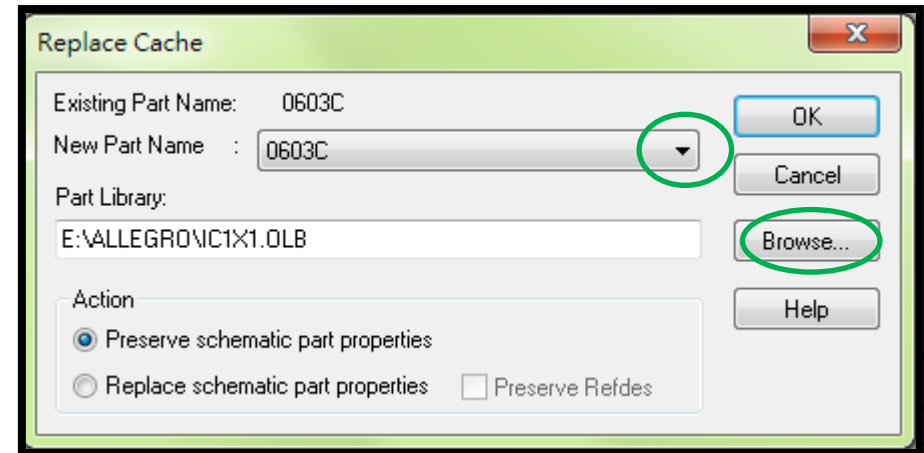 Replace Cache
Existing Part Name: 0603C
New Part Name : 0603C
Part Library:
E:\ALLEGRO\IC1X1.OLB
Action
Preserve schematic part properties
Replace schematic part properties Preserve Refdes
OK
Cancel
Browse...
Help